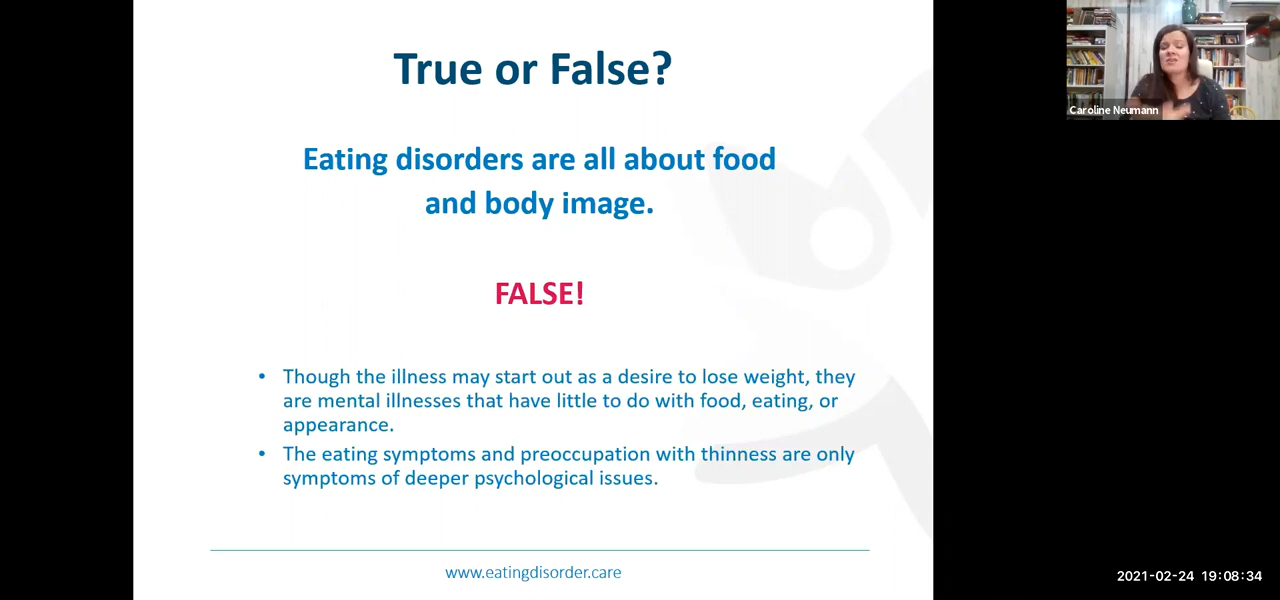 True or False?
Caroline Neumann
Eating disorders are all about food
and body image.
FALSE!
• Though the illness may start out as a desire to lose weight, they
are mental illnesses that have little to do with food, eating, or
appearance.
• The eating symptoms and preoccupation with thinness are only
symptoms of deeper psychological issues.
www.eatingdisorder.care
2021-02-24 19:08:34